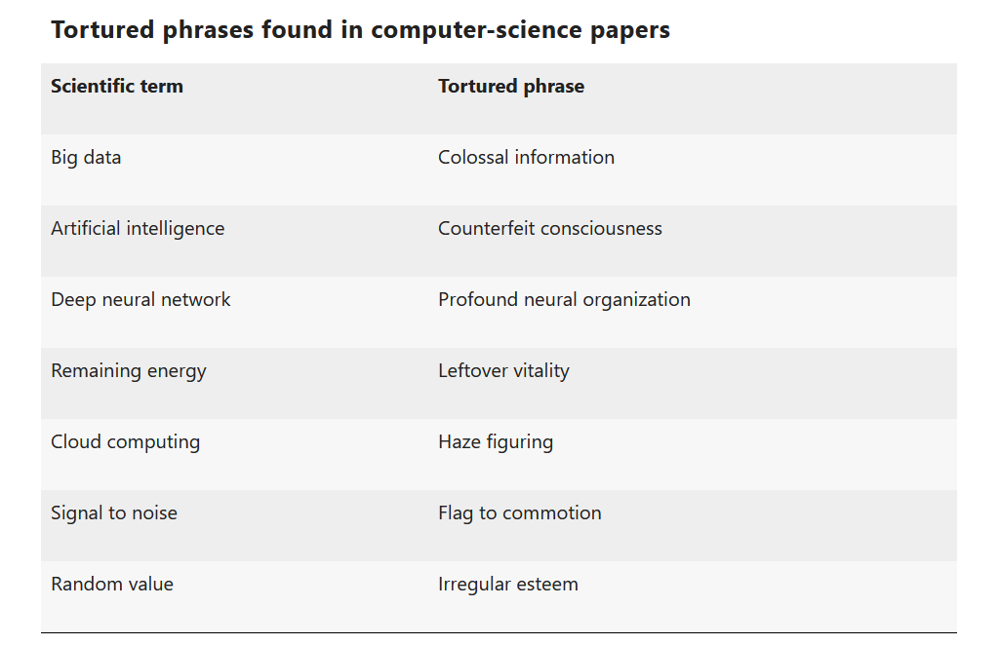 Tortured phrases found in computer-science papers
Scientific term Tortured phrase
Big data Colossal information
Artificial intelligence Counterfeit consciousness
Deep neural network Profound neural organization
Remaining energy Leftover vitality
Cloud computing Haze figuring
Signal to noise Flag to commotion
Random value Irregular esteem